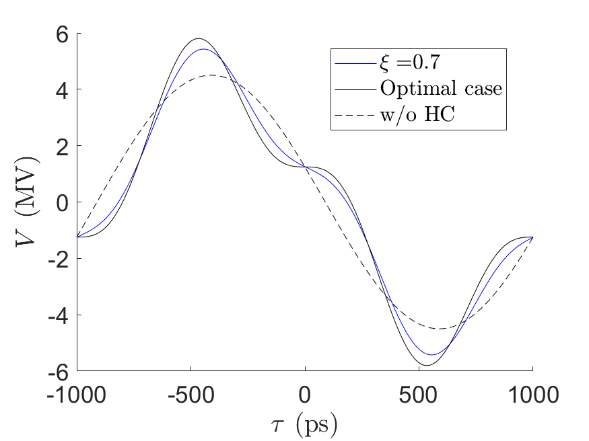 6
4
2
0
-2
-4
-6
V (MV)
-1000
-500
0
500
1000
τ (ps)
ξ =0.7
Optimal case
w/o HC